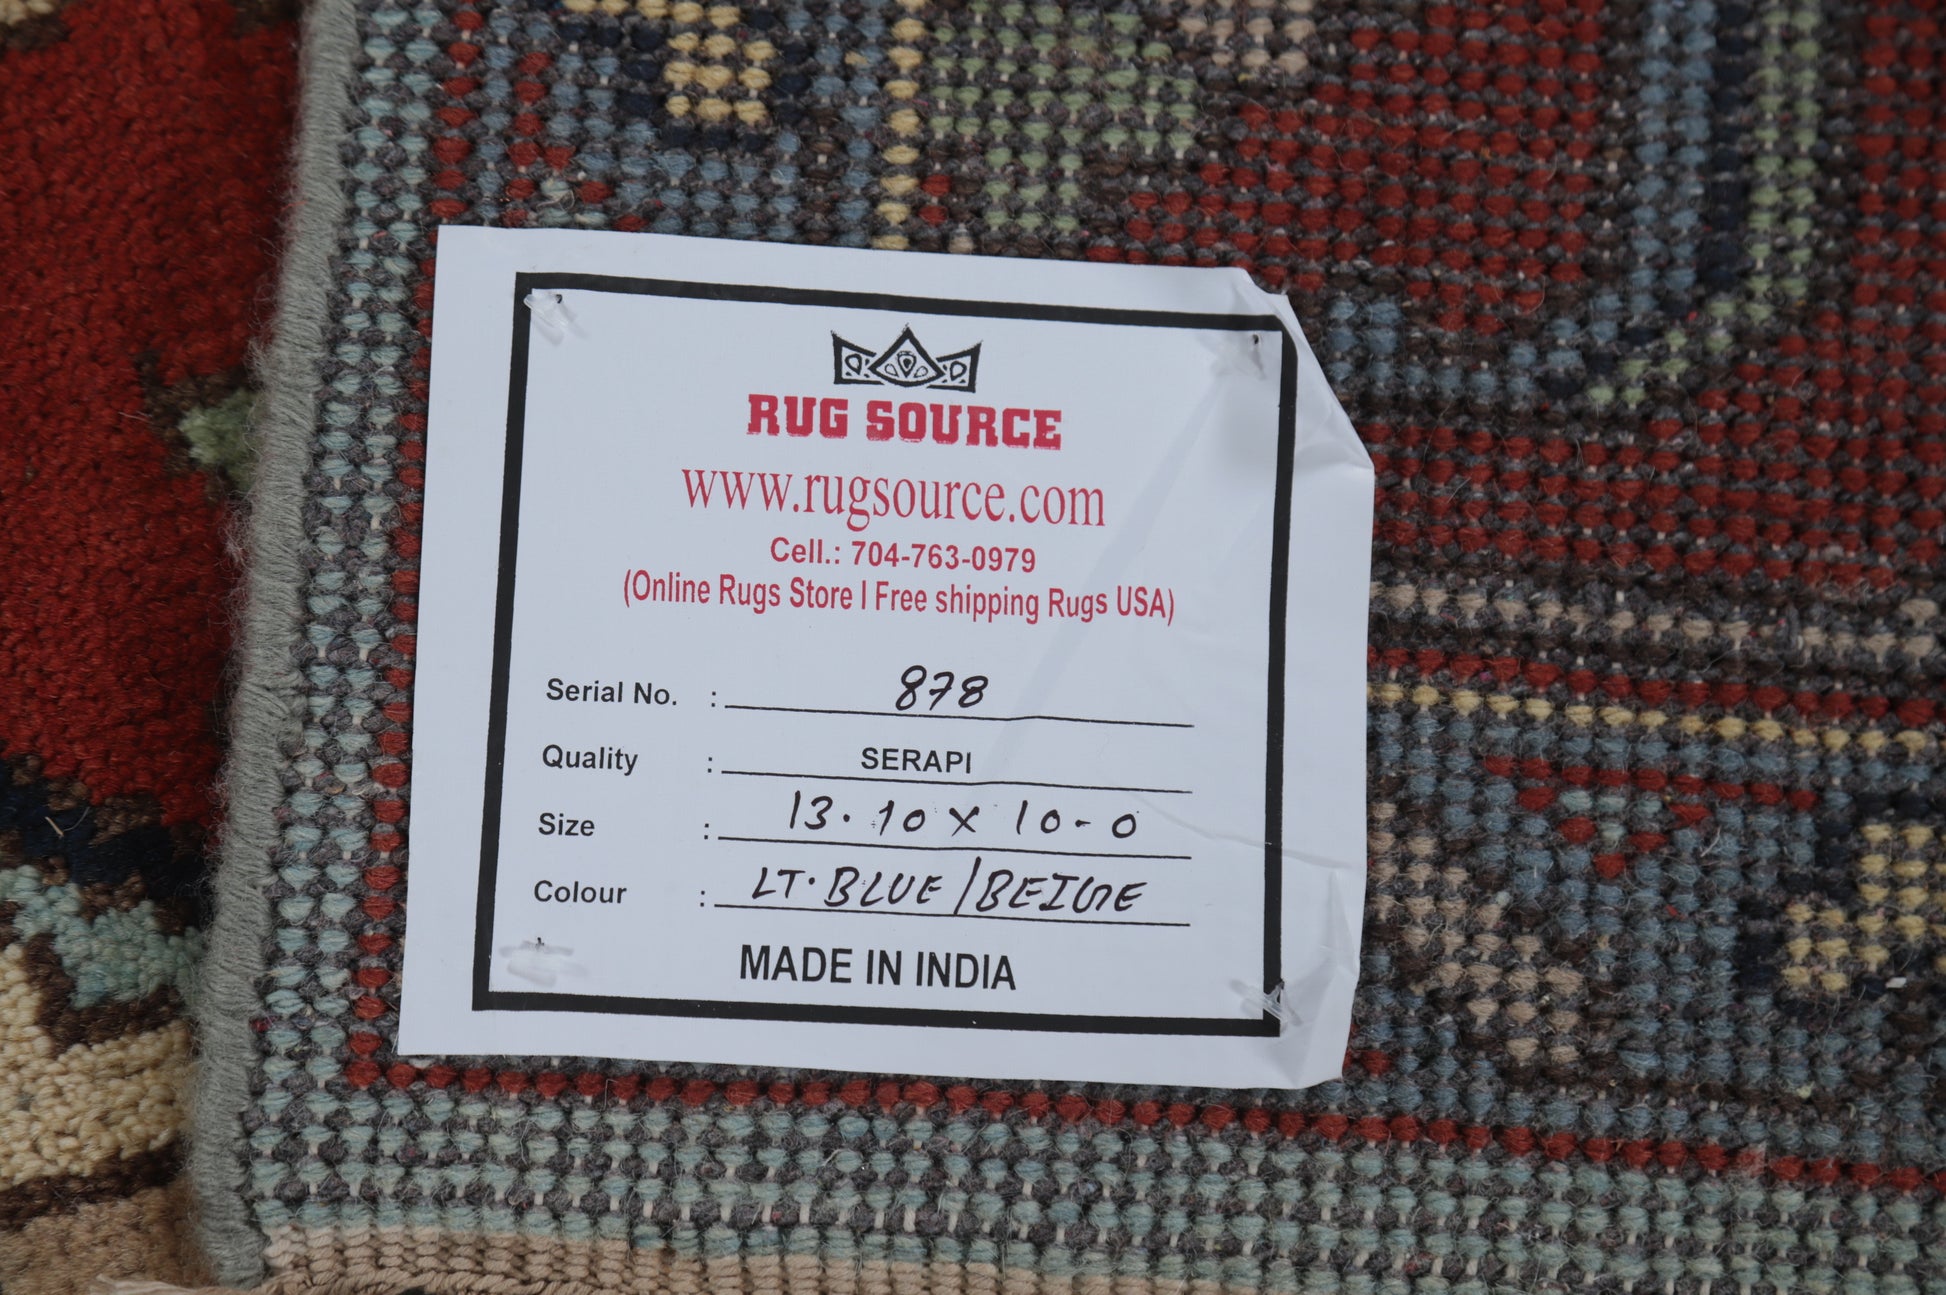 RUG SOURCE
www.rugsource.com
Cell.: 704-763-0979
(Online Rugs Store I Free shipping Rugs USA)
Serial No. : 878
Quality : SERAPI
Size : 13.10 x 10-0
Colour : LT. BLUE/BEIGE
MADE IN INDIA